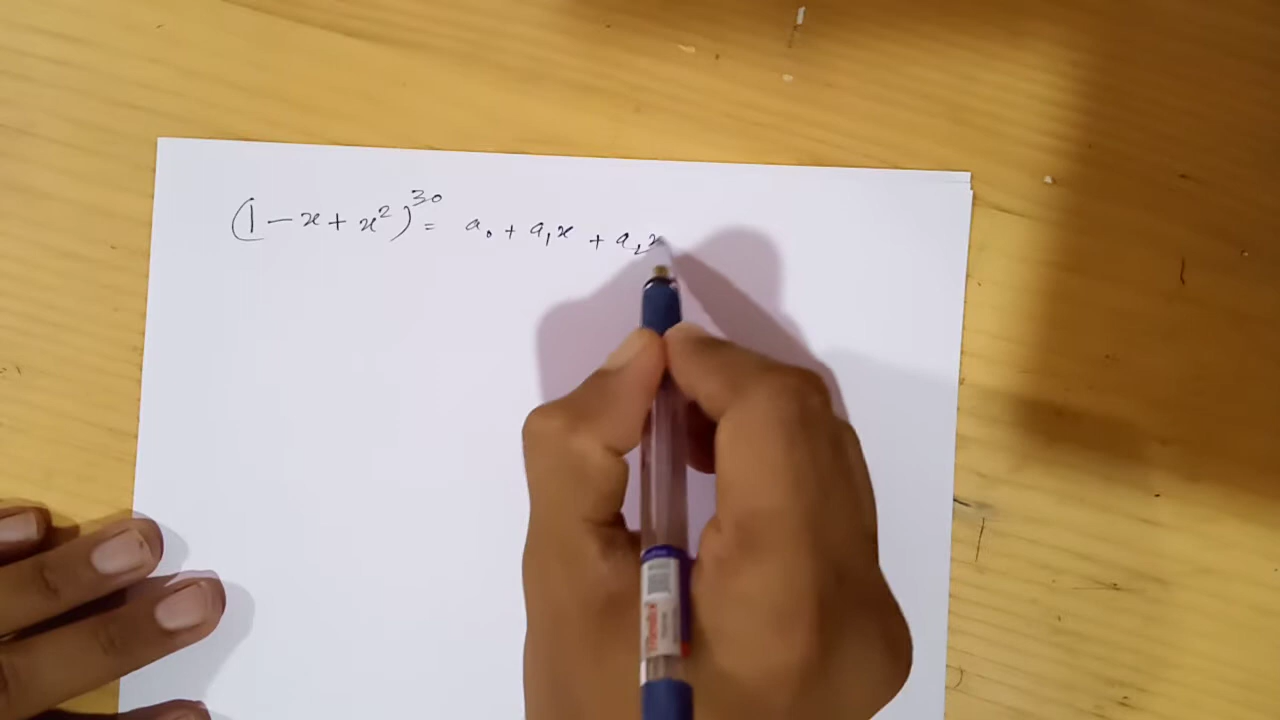 (1 - x + x²)³⁰ = a₀ + a₁x + a₂x